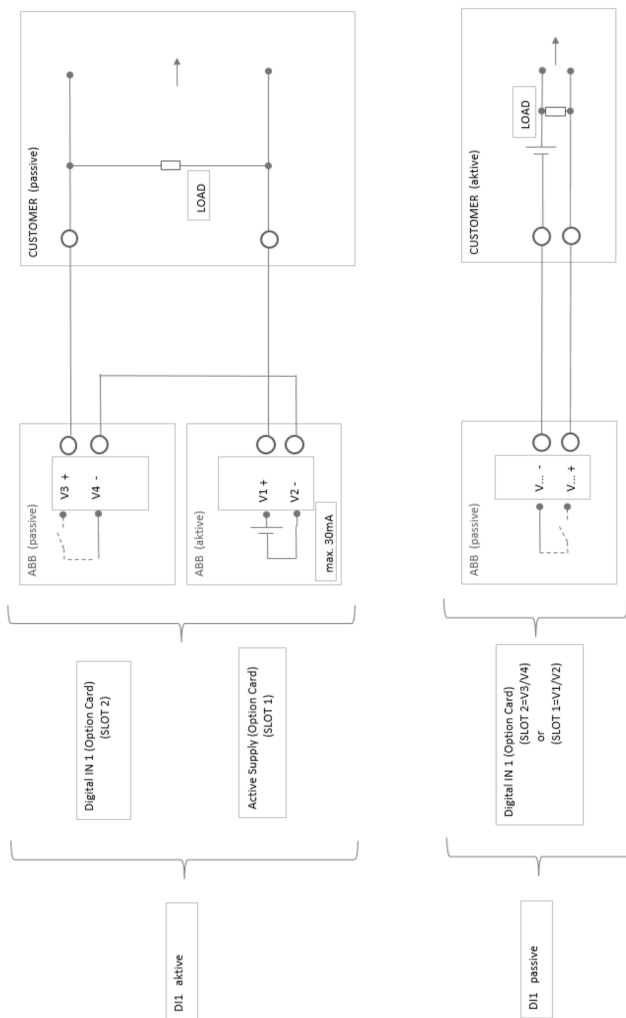 DI1 aktive
Digital IN 1 (Option Card)
(SLOT 2)
Active Supply (Option Card)
(SLOT 1)
ABB (passive)
V3 +
V4 -
ABB (aktive)
V1 +
V2 -
max. 30mA
CUSTOMER (passive)
LOAD
DI1 passive
Digital IN 1 (Option Card)
(SLOT 2=V3/V4)
or
(SLOT 1=V1/V2)
ABB (passive)
V... -
V... +
CUSTOMER (aktive)
LOAD